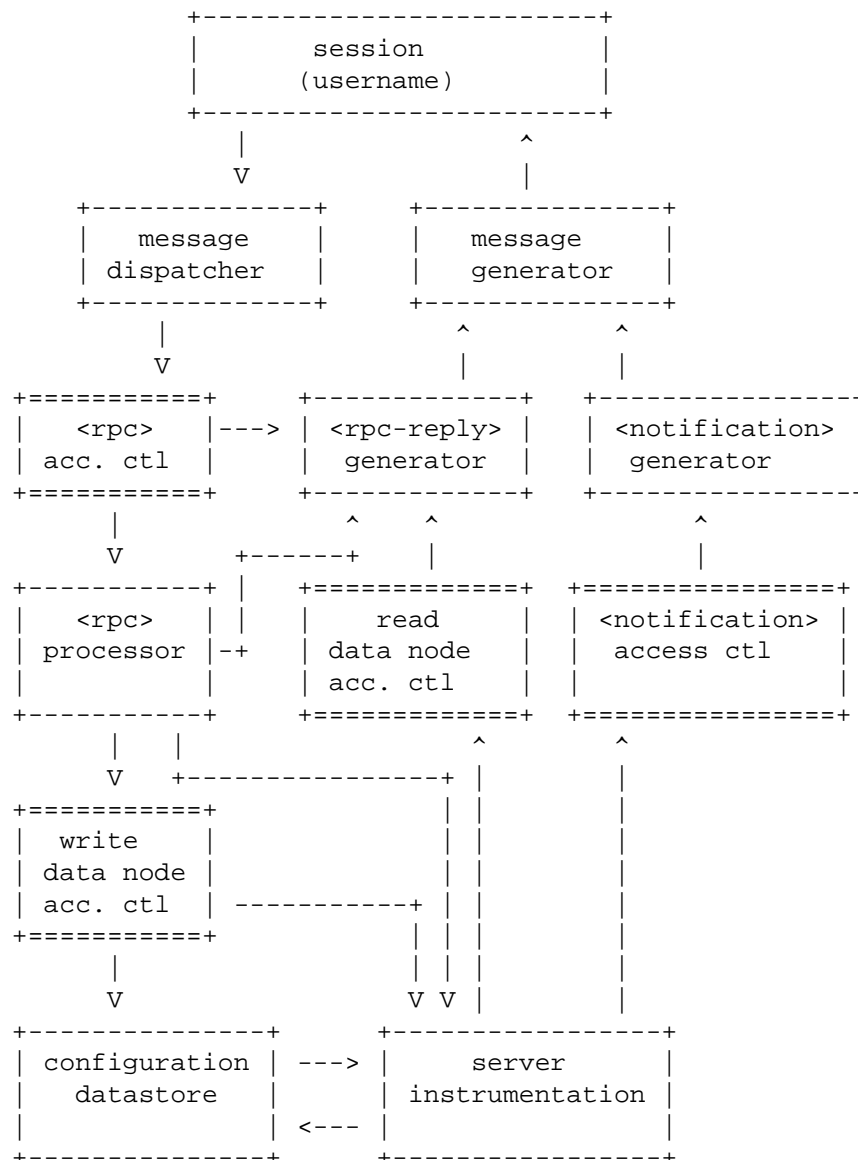 session
(username)
message message
dispatcher generator
<rpc> <rpc-reply> <notification>
acc. ctl generator generator
<rpc> read <notification>
processor data node access ctl
acc. ctl
write
data node
acc. ctl
configuration server
datastore instrumentation